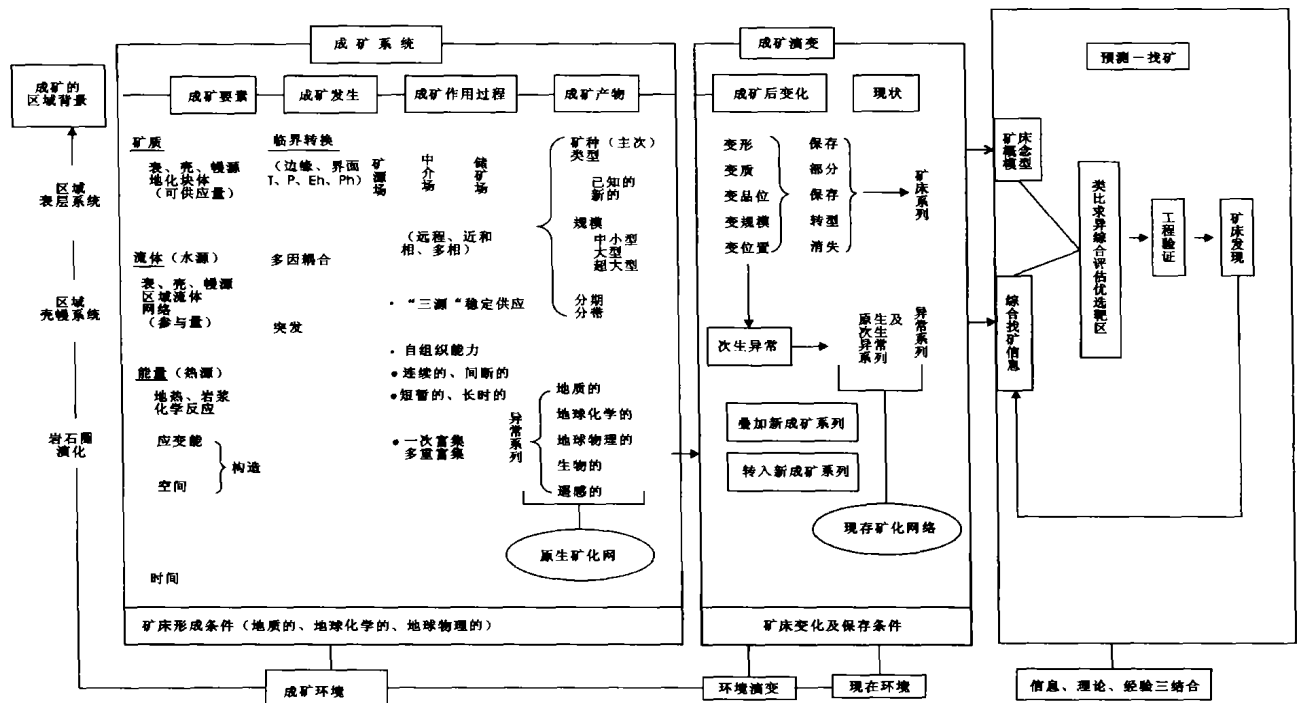 成矿的
区域背景
区域
表层系统
区域
壳幔系统
岩石圈
演化
成矿系统
成矿要素
成矿发生
成矿作用过程
成矿产物
矿质
表、壳、幔源
地化块体
（可供应量）
流体（水源）
表、壳、幔源
区域流体
网络
（参与量）
能量（热源）
地热、岩浆
化学反应
应变能
空间
构造
时间
临界转换
（边缘、界面
T、P、Eh、Ph）
多因耦合
突发
矿源场
中介场
储矿场
（远程、近和
相、多相）
·“三源“稳定供应
·自组织能力
●连续的、间断的
●短暂的、长时的
●一次富集
多重富集
矿种（主次）
类型
已知的
新的
规模
中小型
大型
超大型
分期
分带
异常系列
地质的
地球化学的
地球物理的
生物的
遥感的
原生矿化网
矿床形成条件（地质的、地球化学的、地球物理的）
成矿环境
成矿演变
成矿后变化
现状
变形
变质
变品位
变规模
变位置
保存
部分
保存
转型
消失
矿床系列
次生异常
原生及
次生
异常
系列
异常系列
叠加新成矿系列
转入新成矿系列
现存矿化网络
矿床变化及保存条件
环境演变
现在环境
预测－找矿
矿床
概念
模型
综合找矿信息
类比求异综合评估优选靶区
工程验证
矿床发现
信息、理论、经验三结合